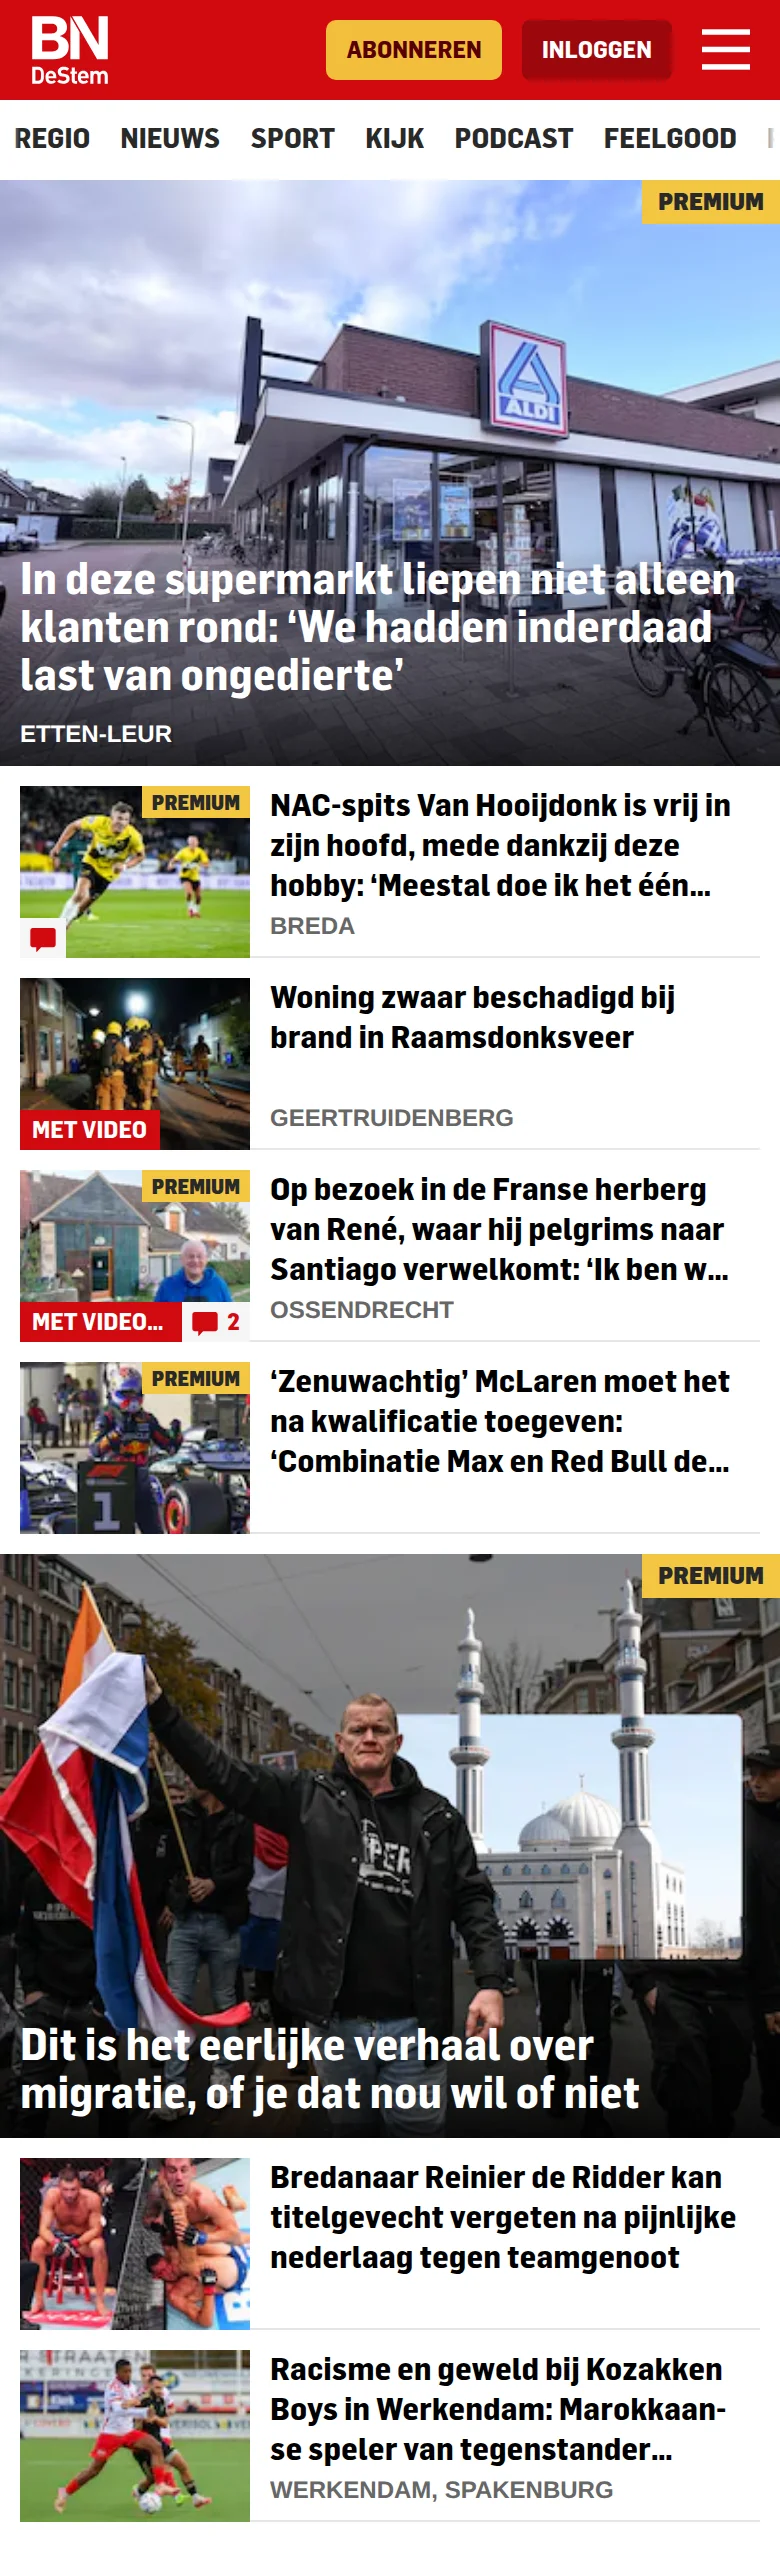 BN
DeStem
ABONNEREN
INLOGGEN
REGIO NIEUWS SPORT KIJK PODCAST FEELGOOD
PREMIUM
ALDI
In deze supermarkt liepen niet alleen
klanten rond: ‘We hadden inderdaad
last van ongedierte’
ETTEN-LEUR
PREMIUM
NAC-spits Van Hooijdonk is vrij in
zijn hoofd, mede dankzij deze
hobby: ‘Meestal doe ik het één...
BREDA
Woning zwaar beschadigd bij
brand in Raamsdonksveer
MET VIDEO
GEERTRUIDENBERG
PREMIUM
Op bezoek in de Franse herberg
van René, waar hij pelgrims naar
Santiago verwelkomt: ‘Ik ben w...
MET VIDEO...
2
OSSENDRECHT
PREMIUM
‘Zenuwachtig’ McLaren moet het
na kwalificatie toegeven:
‘Combinatie Max en Red Bull de...
1
PREMIUM
Dit is het eerlijke verhaal over
migratie, of je dat nou wil of niet
Bredanaar Reinier de Ridder kan
titelgevecht vergeten na pijnlijke
nederlaag tegen teamgenoot
Racisme en geweld bij Kozakken
Boys in Werkendam: Marokkaan-
se speler van tegenstander...
WERKENDAM, SPAKENBURG